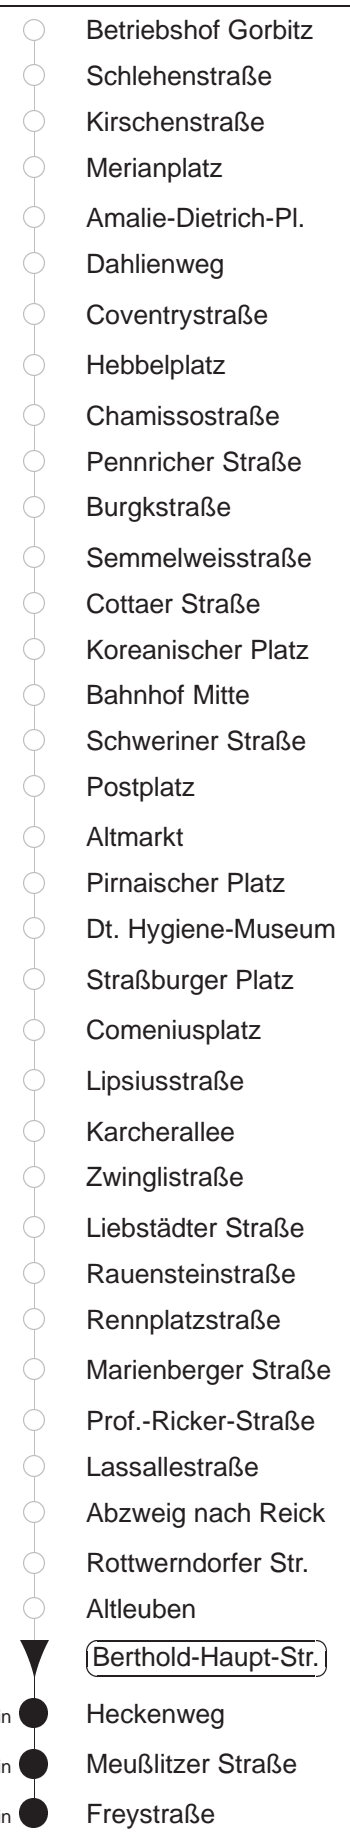 Betriebshof Gorbitz
Schlehenstraße
Kirschenstraße
Merianplatz
Amalie-Dietrich-Pl.
Dahlienweg
Coventrystraße
Hebbelplatz
Chamissostraße
Pennricher Straße
Burgkstraße
Semmelweisstraße
Cottaer Straße
Koreanischer Platz
Bahnhof Mitte
Schweriner Straße
Postplatz
Altmarkt
Pirnaischer Platz
Dt. Hygiene-Museum
Straßburger Platz
Comeniusplatz
Lipsiusstraße
Karcherallee
Zwinglistraße
Liebstädter Straße
Rauensteinstraße
Rennplatzstraße
Marienberger Straße
Prof.-Ricker-Straße
Lassallestraße
Abzweig nach Reick
Rottwerndorfer Str.
Altleuben
Berthold-Haupt-Str.
Heckenweg
Meußlitzer Straße
Freystraße